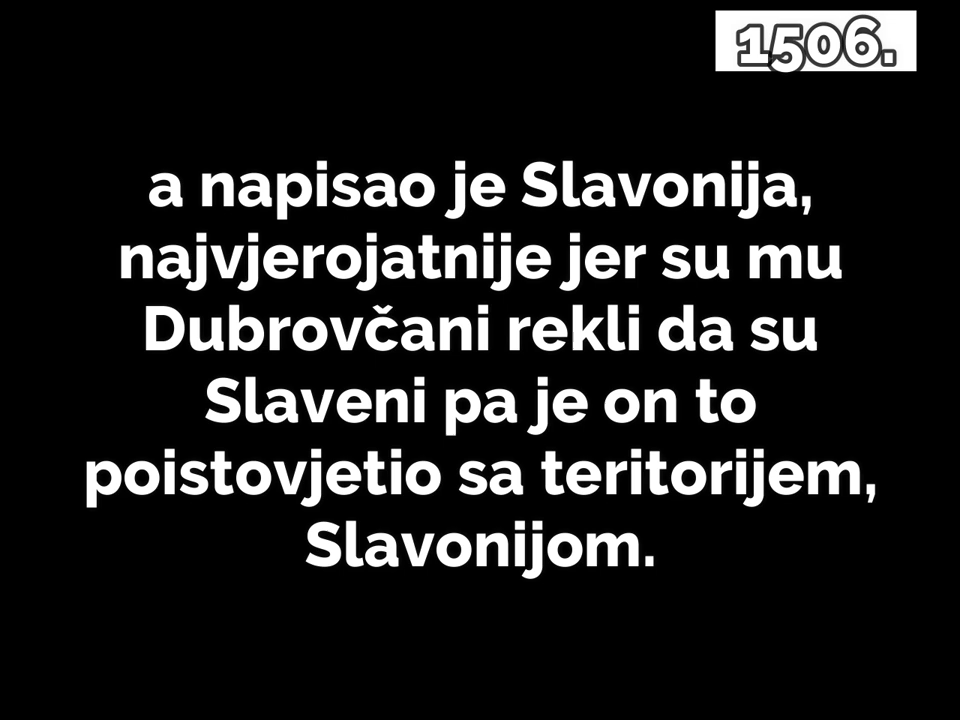 1506.
a napisao je Slavonija,
najvjerojatnije jer su mu
Dubrovčani rekli da su
Slaveni pa je on to
poistovjetio sa teritorijem,
Slavonijom.